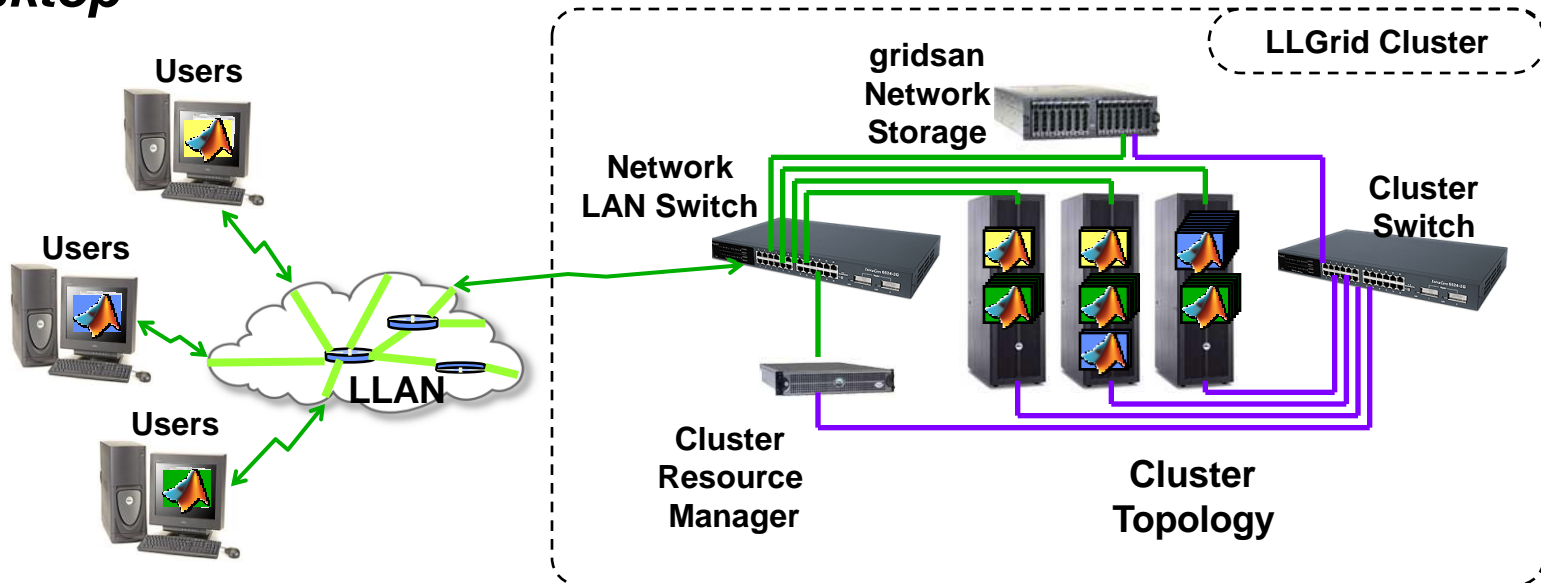 LLGrid Cluster
Users
gridsan
Network
Storage
Network
LAN Switch
Cluster
Switch
Users
LLAN
Users
Cluster
Resource
Manager
Cluster
Topology